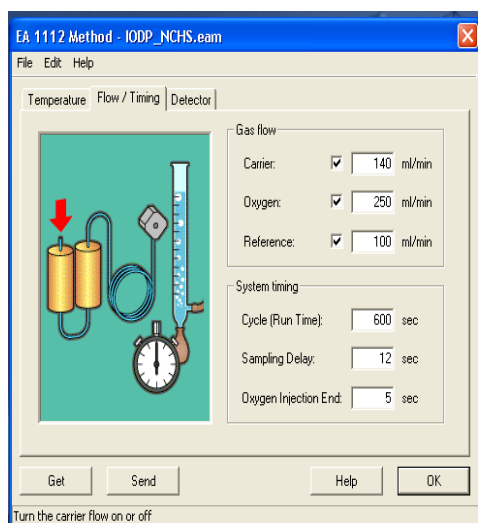 EA 1112 Method - IODP_NCHS.eam
File Edit Help
Temperature Flow / Timing Detector
Gas flow
Carrier: 140 ml/min
Oxygen: 250 ml/min
Reference: 100 ml/min
System timing
Cycle (Run Time): 600 sec
Sampling Delay: 12 sec
Oxygen Injection End: 5 sec
Get Send Help OK
Turn the carrier flow on or off